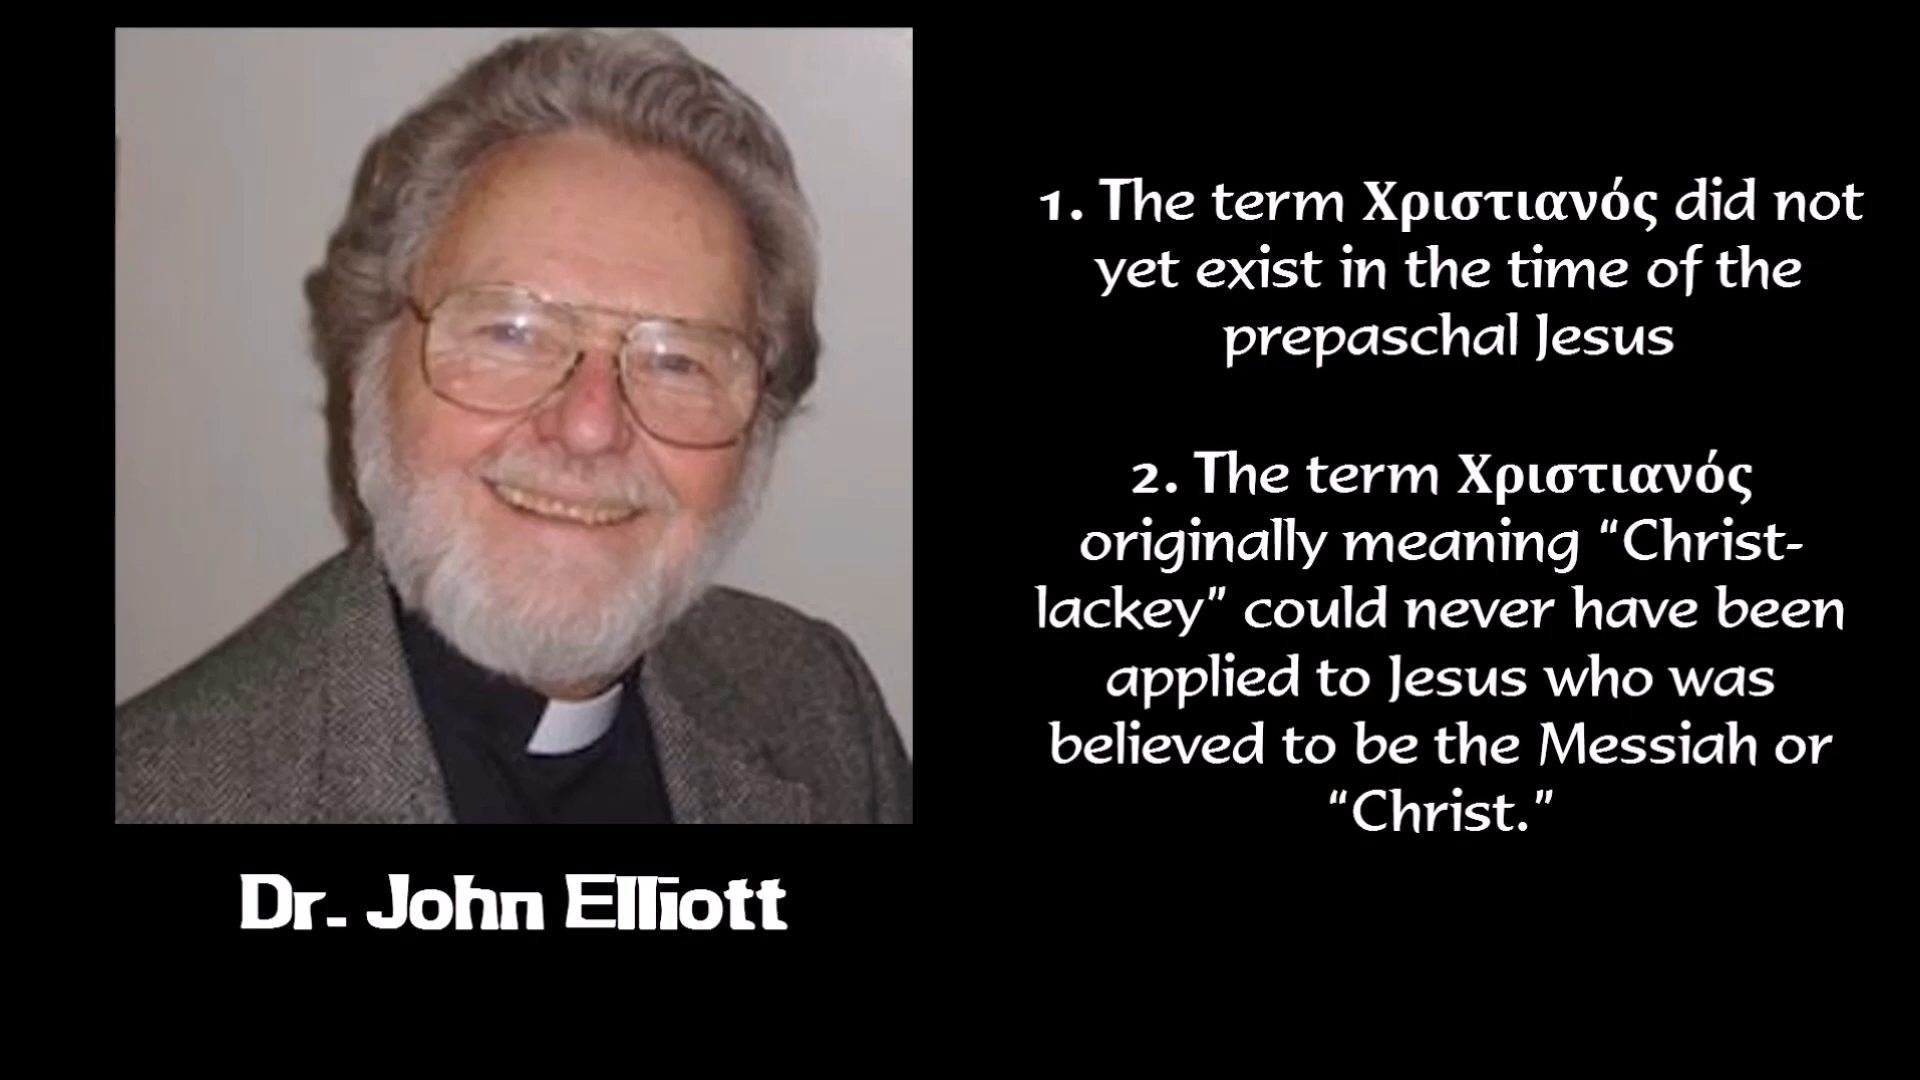 1. The term Χριστιανός did not
yet exist in the time of the
prepaschal Jesus
2. The term Χριστιανός
originally meaning “Christ-
lackey” could never have been
applied to Jesus who was
believed to be the Messiah or
“Christ.”
Dr. John Elliott